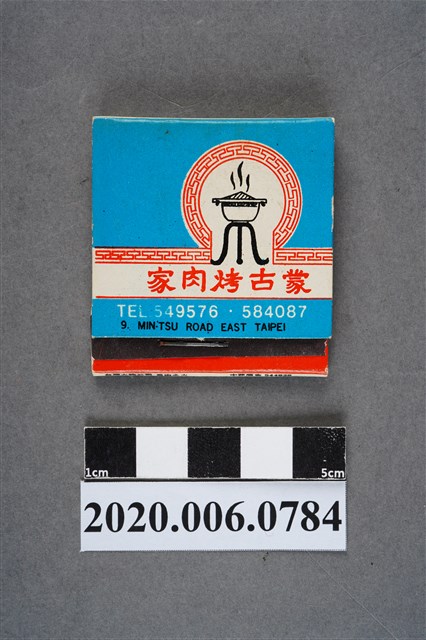 蒙古烤肉家
TEL 549576 · 584087
9. MIN-TSU ROAD EAST TAIPEI
1cm 5cm
2020.006.0784